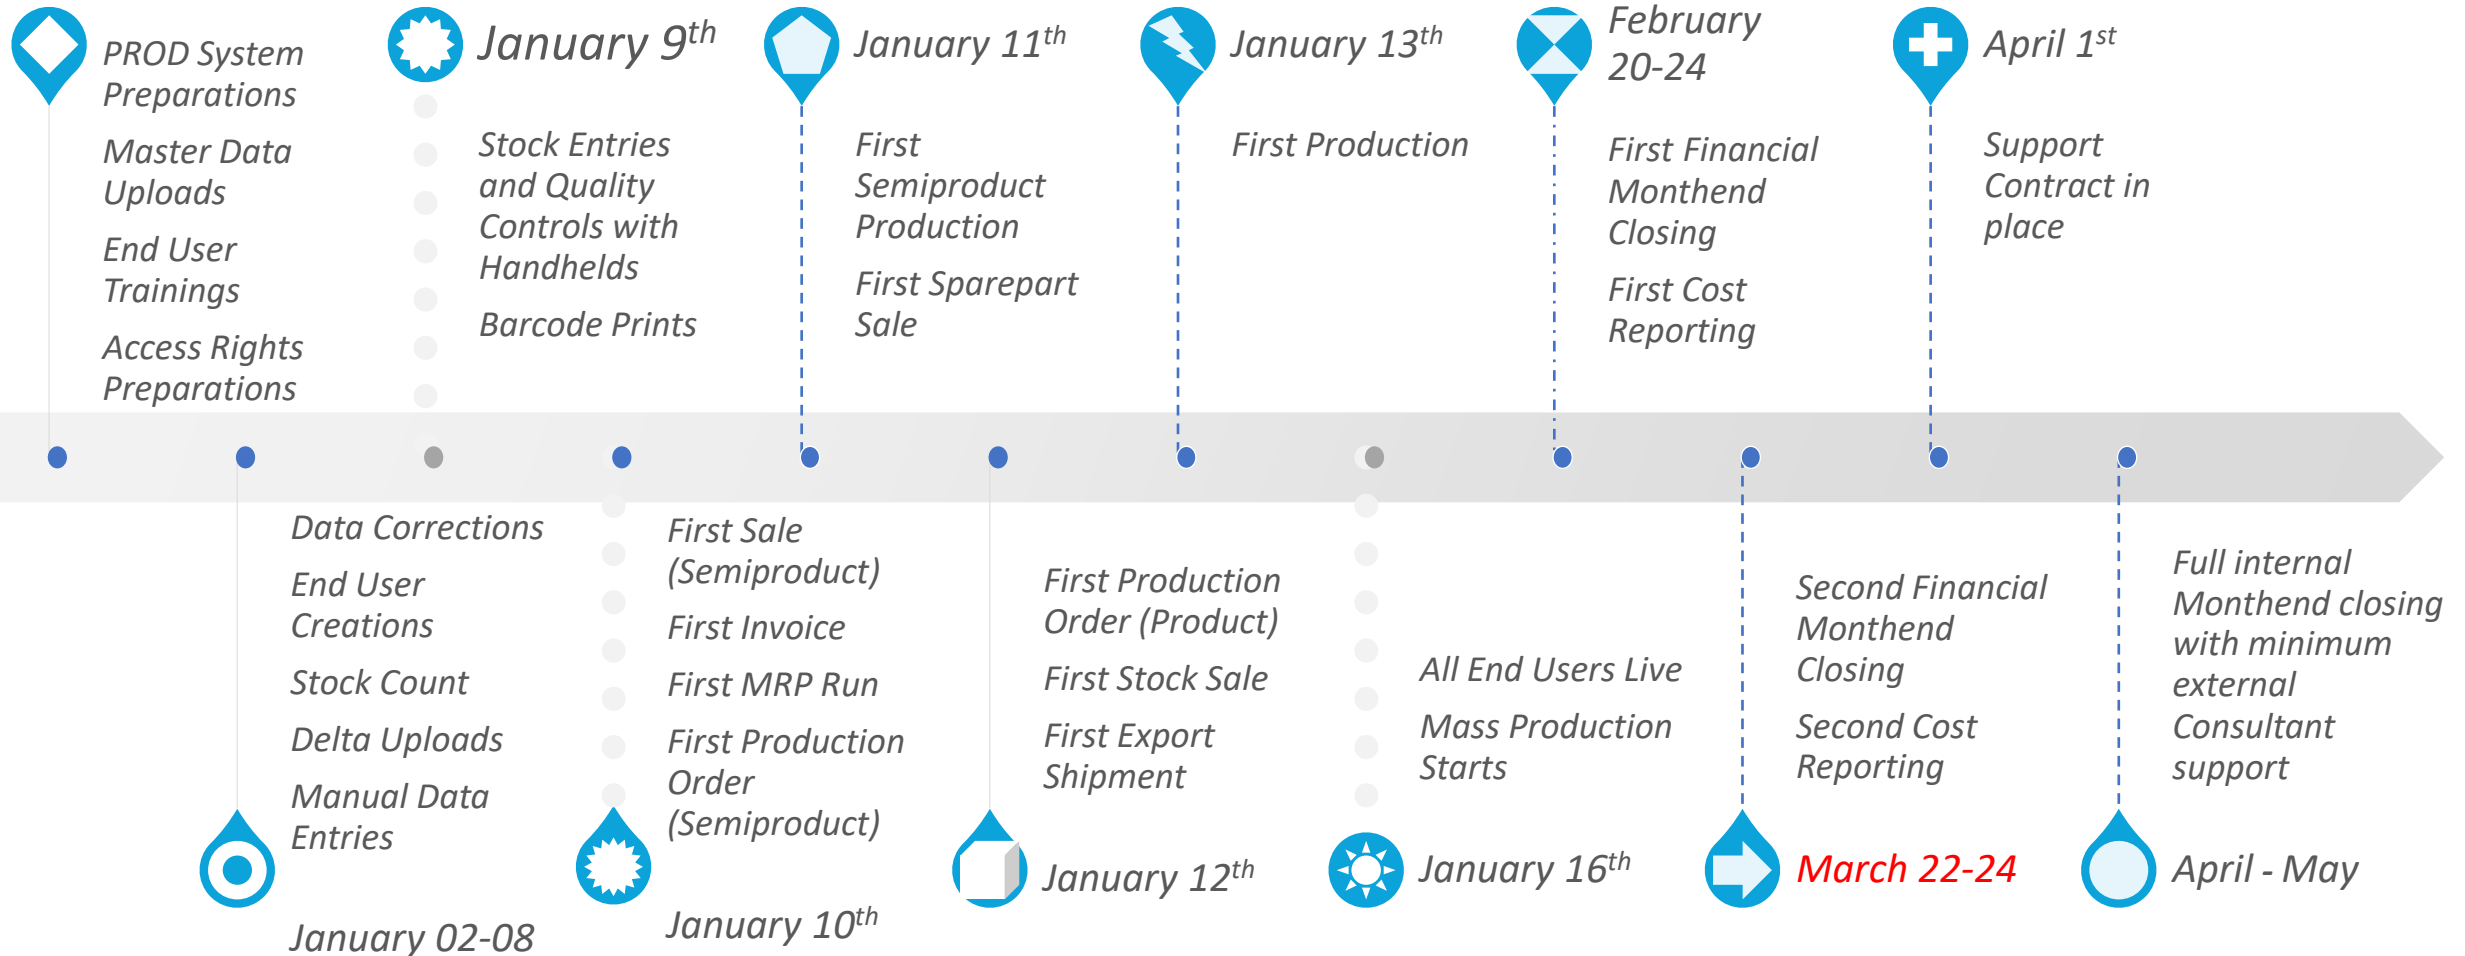 PROD System
Preparations
Master Data
Uploads
End User
Trainings
Access Rights
Preparations
January 9th
Stock Entries
and Quality
Controls with
Handhelds
Barcode Prints
January 11th
First
Semiproduct
Production
First Sparepart
Sale
January 13th
First Production
February
20-24
First Financial
Monthend
Closing
First Cost
Reporting
April 1st
Support
Contract in
place
Data Corrections
End User
Creations
Stock Count
Delta Uploads
Manual Data
Entries
January 02-08
First Sale
(Semiproduct)
First Invoice
First MRP Run
First Production
Order
(Semiproduct)
January 10th
First Production
Order (Product)
First Stock Sale
First Export
Shipment
January 12th
All End Users Live
Mass Production
Starts
January 16th
Second Financial
Monthend
Closing
Second Cost
Reporting
March 22-24
Full internal
Monthend closing
with minimum
external
Consultant
support
April - May